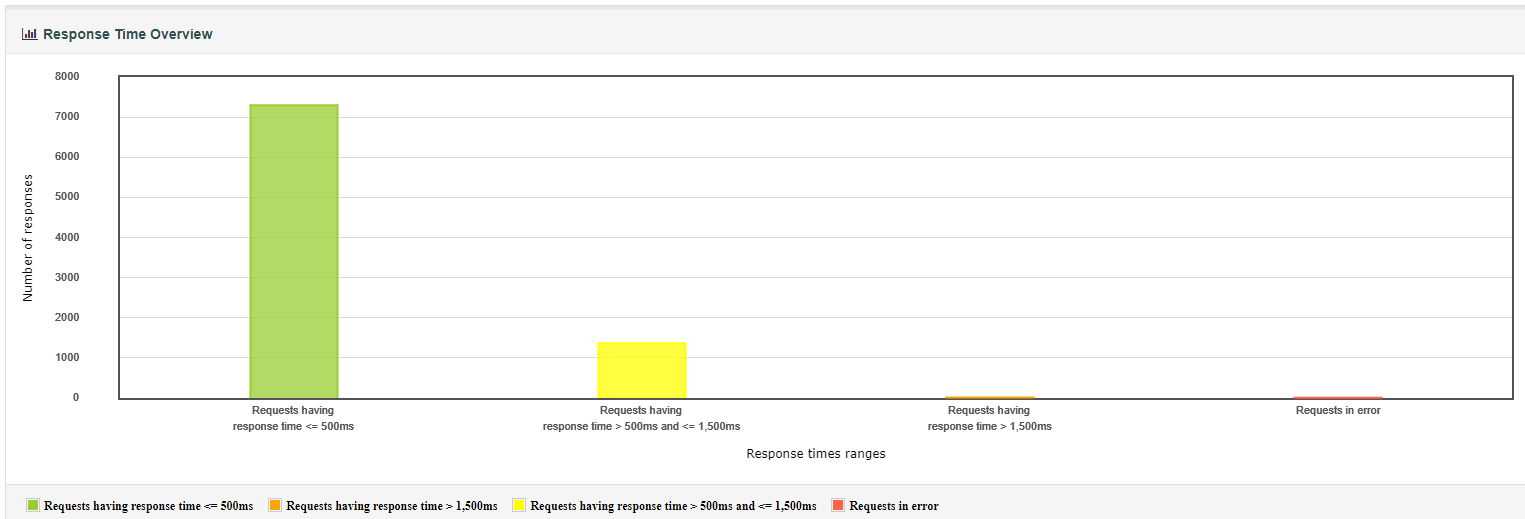 Response Time Overview
8000
7000
6000
5000
4000
3000
2000
1000
0
Number of responses
Requests having
response time <= 500ms
Requests having
response time > 500ms and <= 1,500ms
Requests having
response time > 1,500ms
Requests in error
Response times ranges
Requests having response time <= 500ms Requests having response time > 1,500ms Requests having response time > 500ms and <= 1,500ms Requests in error